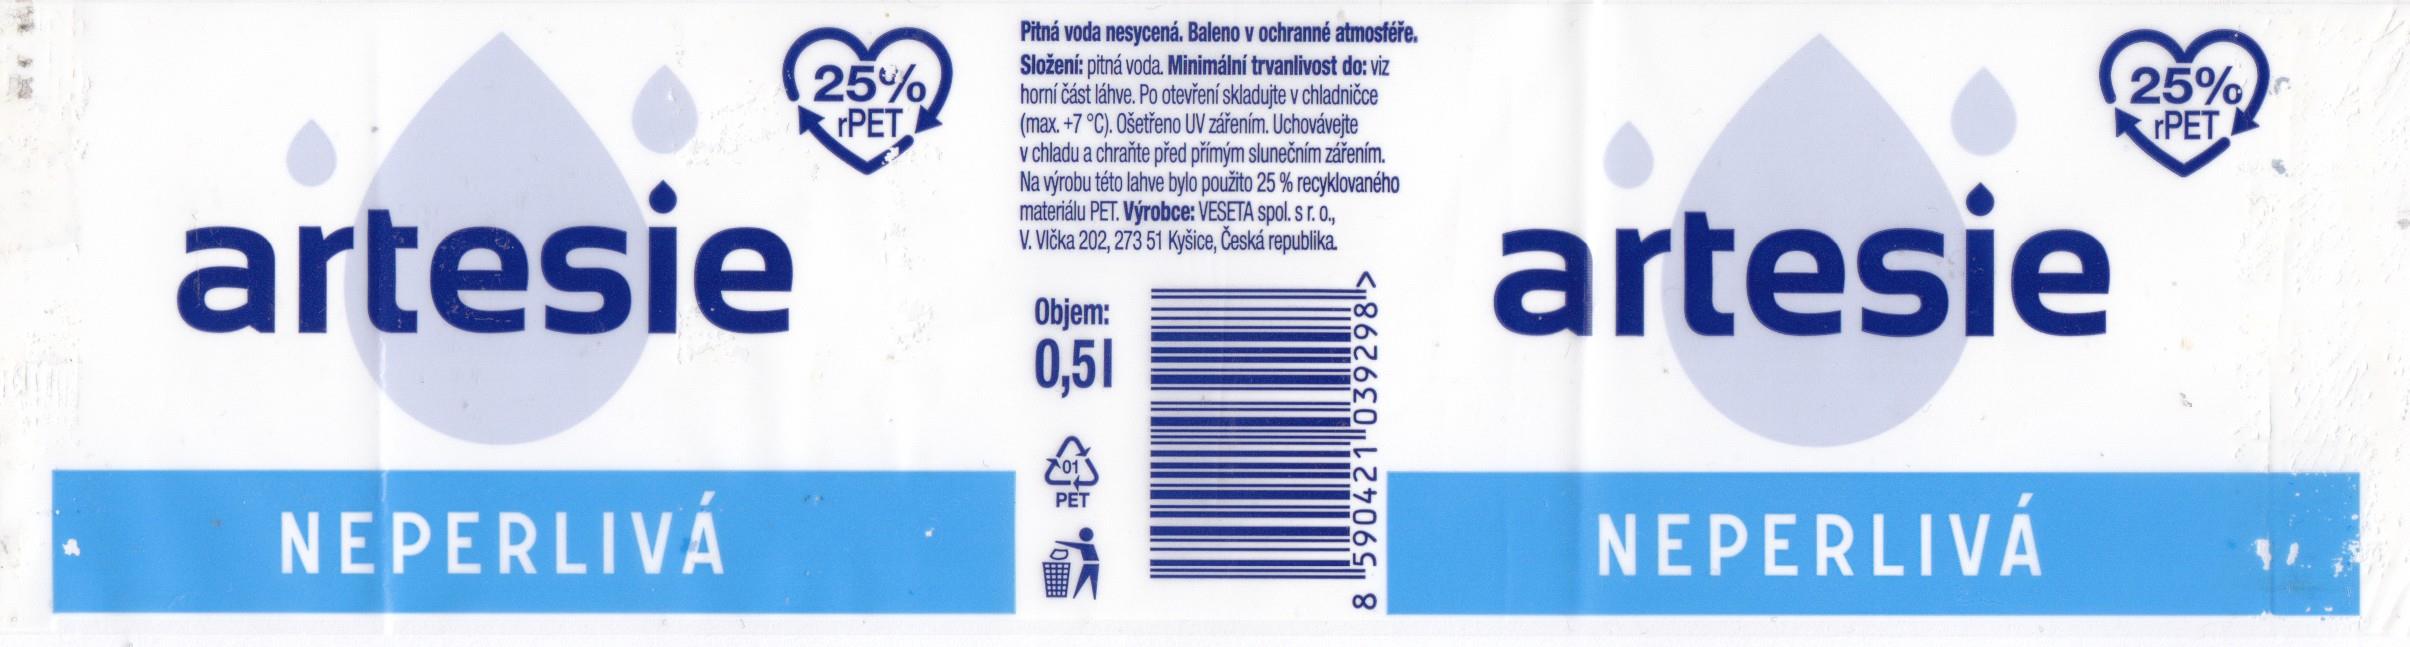 25%
rPET
artesie
NEPERLIVÁ
Pitná voda nesycená. Baleno v ochranné atmosféře.
Složení: pitná voda. Minimální trvanlivost do: viz
horní část láhve. Po otevření skladujte v chladničce
(max. +7 °C). Ošetřeno UV zářením. Uchovávejte
v chladu a chraňte před přímým slunečním zářením.
Na výrobu této lahve bylo použito 25 % recyklovaného
materiálu PET. Výrobce: VESETA spol. s r. o.,
V. Vlčka 202, 273 51 Kyšice, Česká republika.
Objem:
0,5 l
01
PET
8 590421 039298 >
25%
rPET
artesie
NEPERLIVÁ